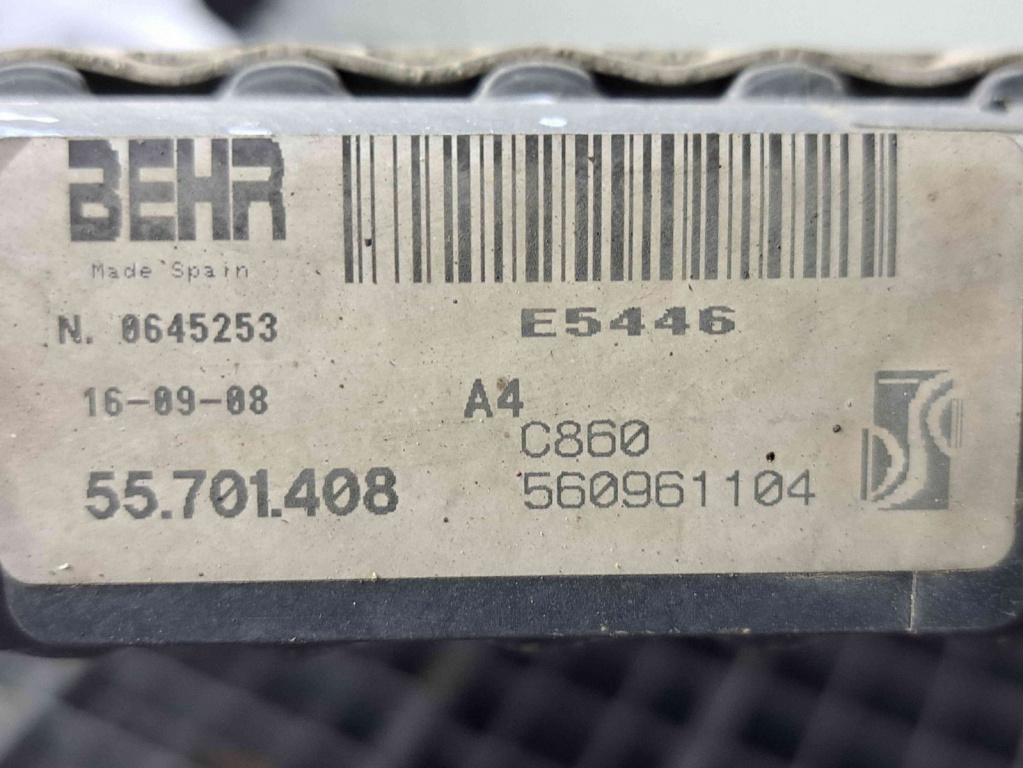 BEHR
Made Spain
N. 0645253
E5446
16-09-08
A4
C860
55.701.408
560961104